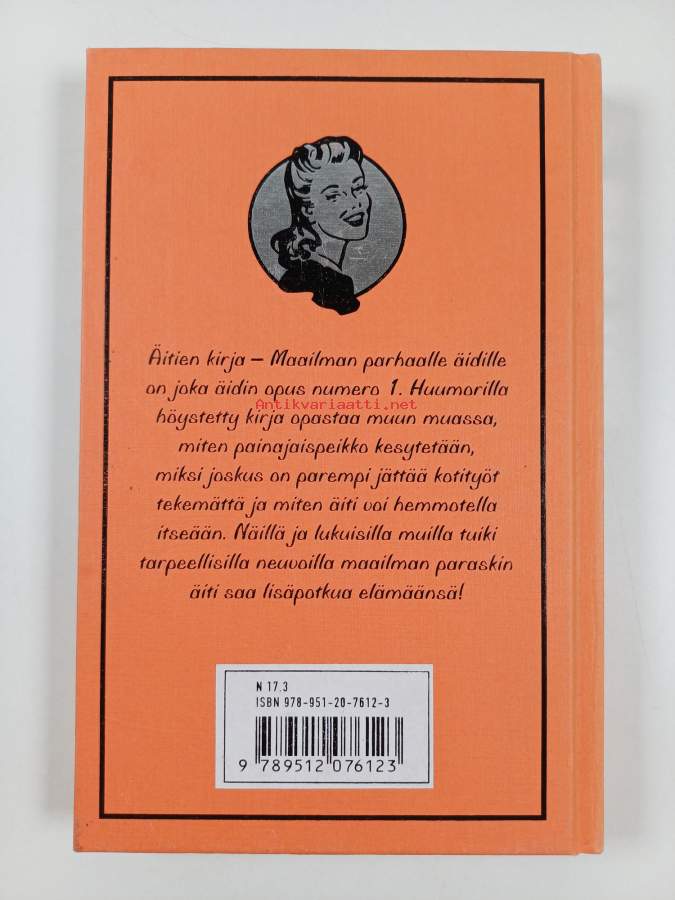 Äitien kirja – Maailman parhaalle äidille
on joka äidin opus numero 1. Huumorilla
Antikvariaatti.net
höystetty kirja opastaa muun muassa,
miten painajaispeikko kesytetään,
miksi joskus on parempi jättää kotityöt
tekemättä ja miten äiti voi hemmotella
itseään. Näillä ja lukuisilla muilla tuiki
tarpeellisilla neuvoilla maailman paraskin
äiti saa lisäpotkua elämäänsä!
N 17.3
ISBN 978-951-20-7612-3
9 789512 076123